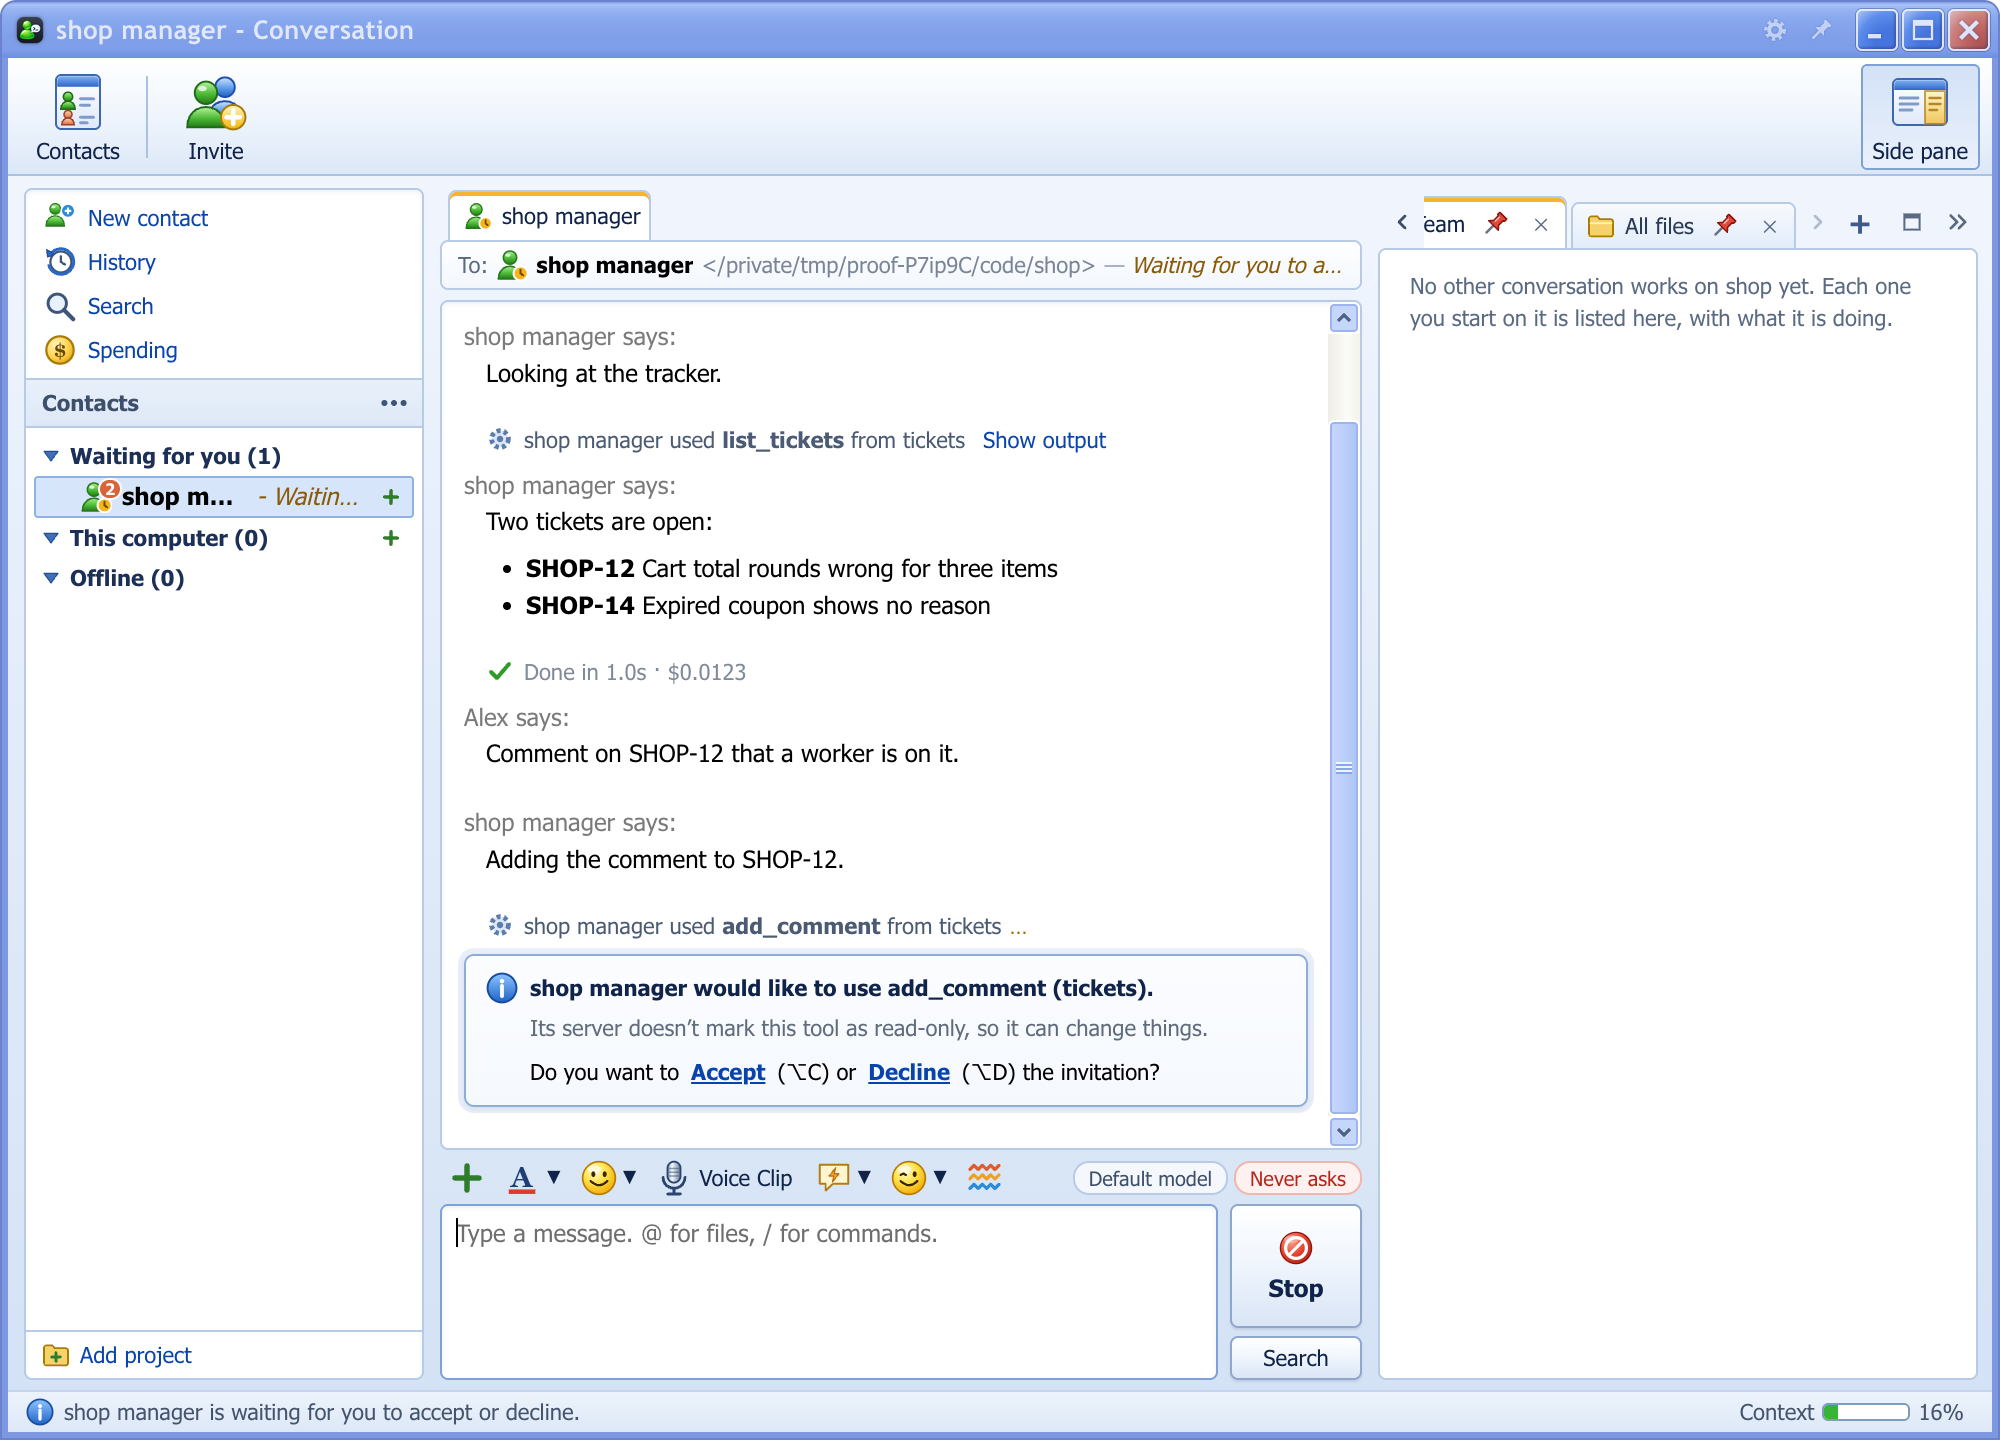 shop manager - Conversation
Contacts
Invite
Side pane
New contact
History
Search
Spending
Contacts
Waiting for you (1)
2 shop m... - Waitin...
This computer (0)
Offline (0)
Add project
shop manager
To: shop manager </private/tmp/proof-P7ip9C/code/shop> — Waiting for you to a...
shop manager says:
Looking at the tracker.
shop manager used list_tickets from tickets Show output
shop manager says:
Two tickets are open:
• SHOP-12 Cart total rounds wrong for three items
• SHOP-14 Expired coupon shows no reason
Done in 1.0s · $0.0123
Alex says:
Comment on SHOP-12 that a worker is on it.
shop manager says:
Adding the comment to SHOP-12.
shop manager used add_comment from tickets ...
shop manager would like to use add_comment (tickets).
Its server doesn’t mark this tool as read-only, so it can change things.
Do you want to Accept (⌥C) or Decline (⌥D) the invitation?
Voice Clip
Default model
Never asks
Type a message. @ for files, / for commands.
Stop
Search
eam
All files
No other conversation works on shop yet. Each one
you start on it is listed here, with what it is doing.
shop manager is waiting for you to accept or decline.
Context 16%